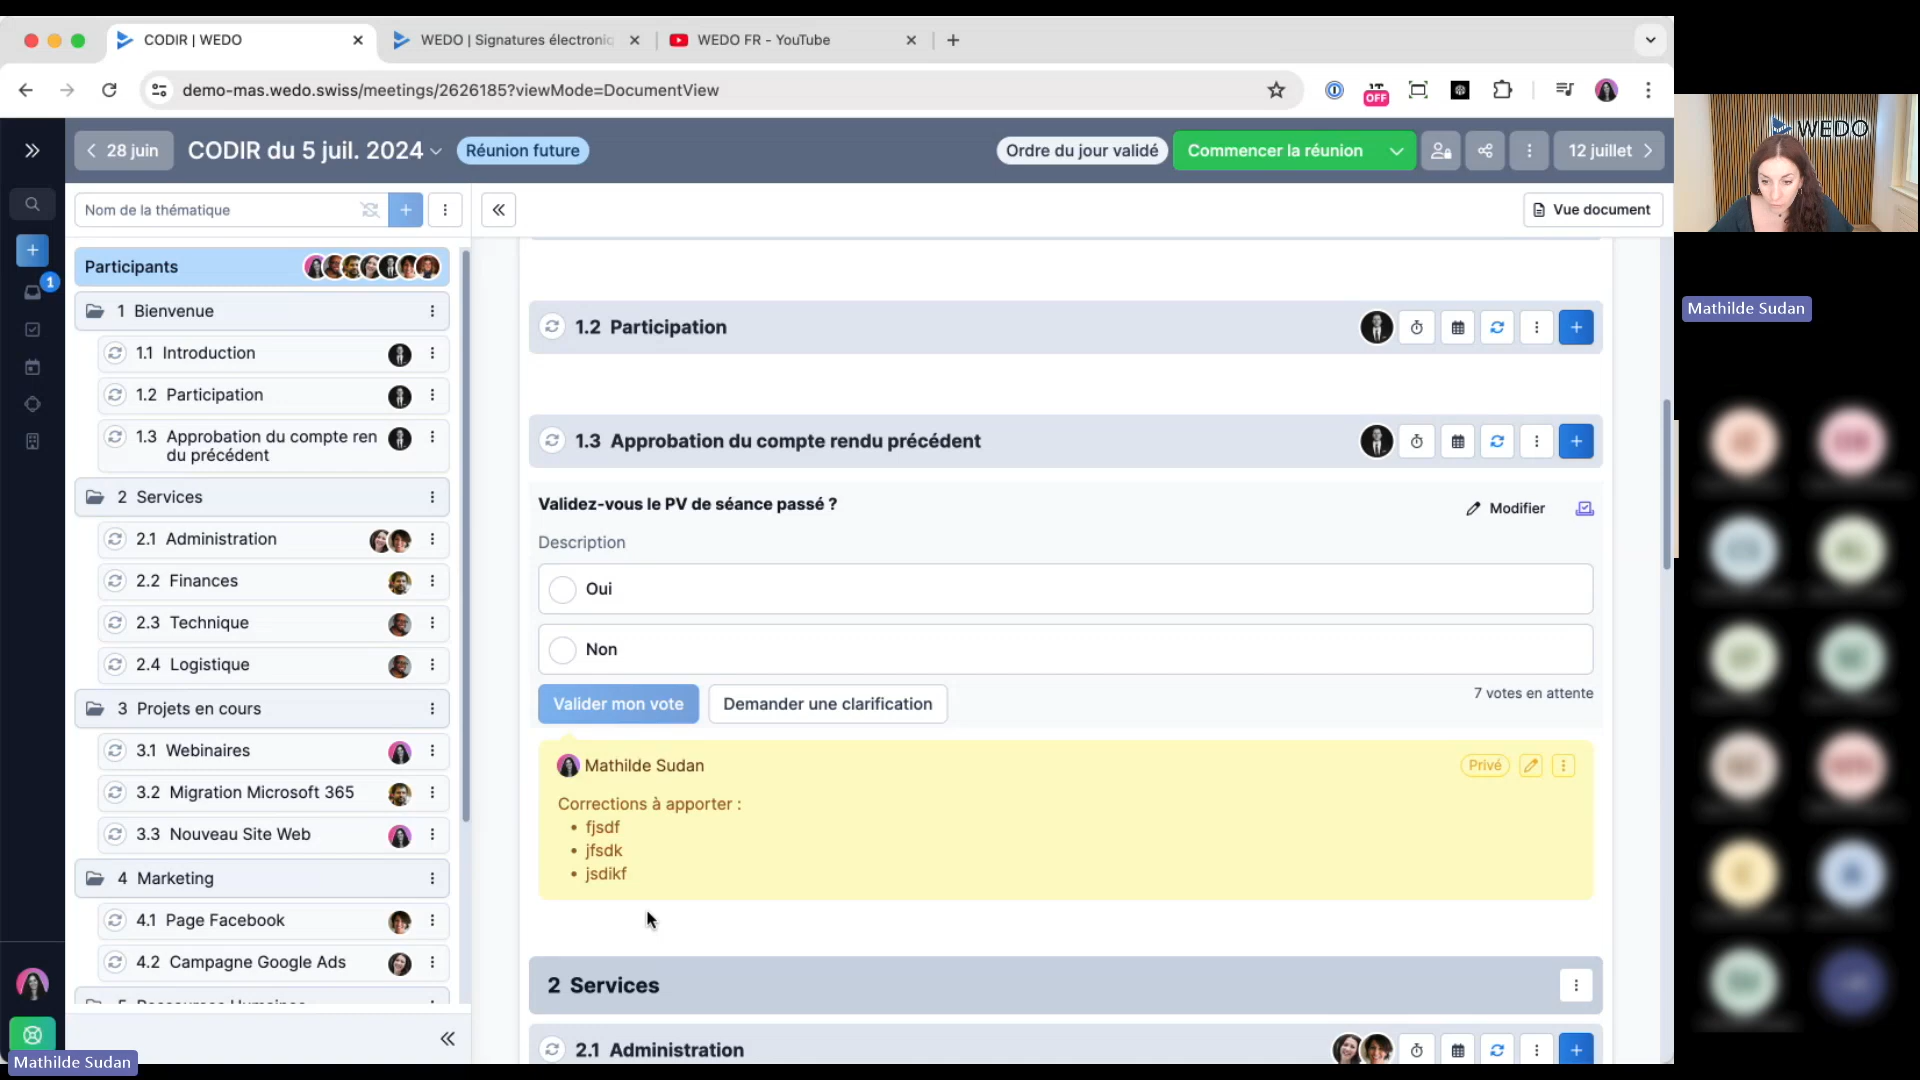 CODIR | WEDO
WEDO | Signatures électroniq
WEDO FR - YouTube
demo-mas.wedo.swiss/meetings/2626185?viewMode=DocumentView
OFF
28 juin
CODIR du 5 juil. 2024
Réunion future
Ordre du jour validé
Commencer la réunion
12 juillet
Nom de la thématique
Vue document
Participants
1 Bienvenue
1.1 Introduction
1.2 Participation
1.3 Approbation du compte ren
du précédent
2 Services
2.1 Administration
2.2 Finances
2.3 Technique
2.4 Logistique
3 Projets en cours
3.1 Webinaires
3.2 Migration Microsoft 365
3.3 Nouveau Site Web
4 Marketing
4.1 Page Facebook
4.2 Campagne Google Ads
5 Ressources Humaines
1
1.2 Participation
1.3 Approbation du compte rendu précédent
Validez-vous le PV de séance passé ?
Modifier
Description
Oui
Non
Valider mon vote
Demander une clarification
7 votes en attente
Mathilde Sudan
Privé
Corrections à apporter :
• fjsdf
• jfsdk
• jsdikf
2 Services
2.1 Administration
WEDO
Mathilde Sudan
Mathilde Sudan